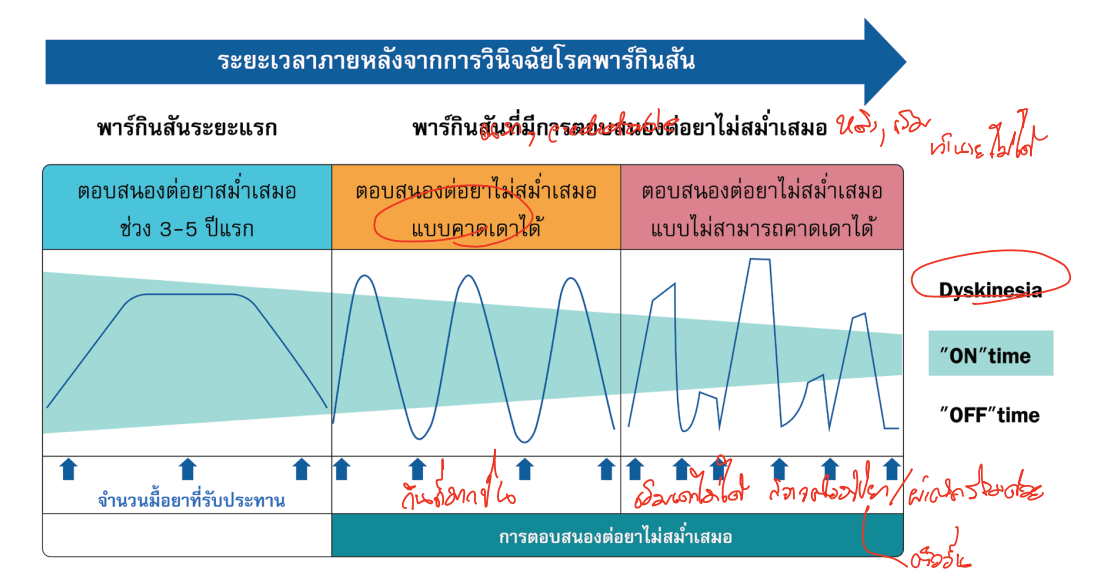 ระยะเวลาภายหลังจากการวินิจฉัยโรคพาร์กินสัน
พาร์กินสันระยะแรก
พาร์กินสันที่มีการตอบสนองต่อยาไม่สม่ำเสมอ
ทำนายไม่ได้
ตอบสนองต่อยาสม่ำเสมอ
ช่วง 3-5 ปีแรก
ตอบสนองต่อยาไม่สม่ำเสมอ
แบบคาดเดาได้
ตอบสนองต่อยาไม่สม่ำเสมอ
แบบไม่สามารถคาดเดาได้
Dyskinesia
"ON"time
"OFF"time
จำนวนมื้อยาที่รับประทาน
การตอบสนองต่อยาไม่สม่ำเสมอ